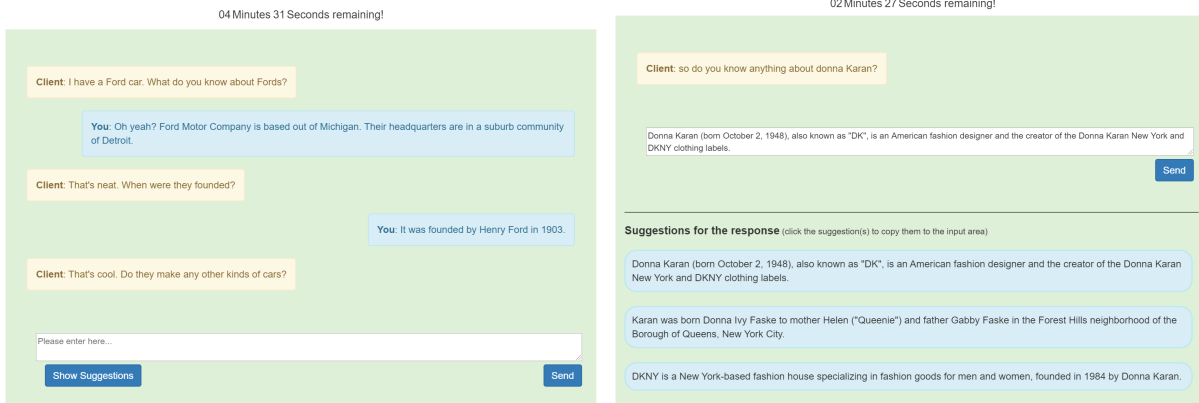 04 Minutes 31 Seconds remaining!
Client: I have a Ford car. What do you know about Fords?
You: Oh yeah? Ford Motor Company is based out of Michigan. Their headquarters are in a suburb community
of Detroit.
Client: That's neat. When were they founded?
You: It was founded by Henry Ford in 1903.
Client: That's cool. Do they make any other kinds of cars?
Please enter here...
Show Suggestions
Send
02 Minutes 27 Seconds remaining!
Client: so do you know anything about donna Karan?
Donna Karan (born October 2, 1948), also known as "DK", is an American fashion designer and the creator of the Donna Karan New York and
DKNY clothing labels.
Send
Suggestions for the response (click the suggestion(s) to copy them to the input area)
Donna Karan (born October 2, 1948), also known as "DK", is an American fashion designer and the creator of the Donna Karan
New York and DKNY clothing labels.
Karan was born Donna Ivy Faske to mother Helen ("Queenie") and father Gabby Faske in the Forest Hills neighborhood of the
Borough of Queens, New York City.
DKNY is a New York-based fashion house specializing in fashion goods for men and women, founded in 1984 by Donna Karan.